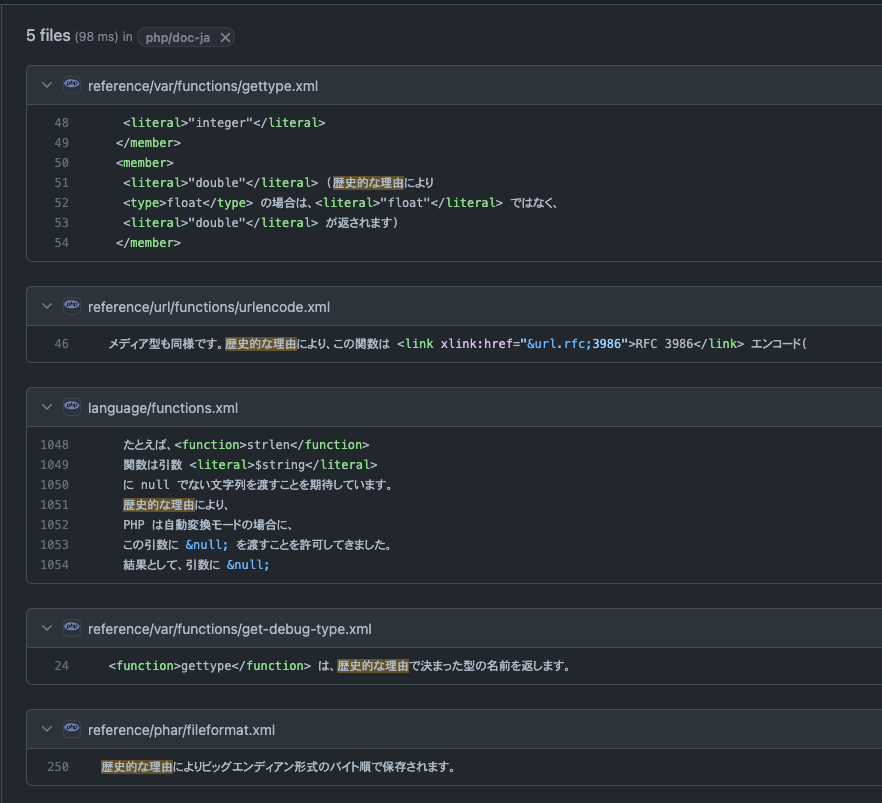 5 files (98 ms) in php/doc-ja
reference/var/functions/gettype.xml
48 <literal>"integer"</literal>
49 </member>
50 <member>
51 <literal>"double"</literal> (歴史的な理由により
52 <type>float</type> の場合は、<literal>"float"</literal> ではなく、
53 <literal>"double"</literal> が返されます)
54 </member>
reference/url/functions/urlencode.xml
46 メディア型も同様です。歴史的な理由により、この関数は <link xlink:href="&url.rfc;3986">RFC 3986</link> エンコード(
language/functions.xml
1048 たとえば、<function>strlen</function>
1049 関数は引数 <literal>$string</literal>
1050 に null でない文字列を渡すことを期待しています。
1051 歴史的な理由により、
1052 PHP は自動変換モードの場合に、
1053 この引数に &null; を渡すことを許可してきました。
1054 結果として、引数に &null;
reference/var/functions/get-debug-type.xml
24 <function>gettype</function> は、歴史的な理由で決まった型の名前を返します。
reference/phar/fileformat.xml
250 歴史的な理由によりビッグエンディアン形式のバイト順で保存されます。